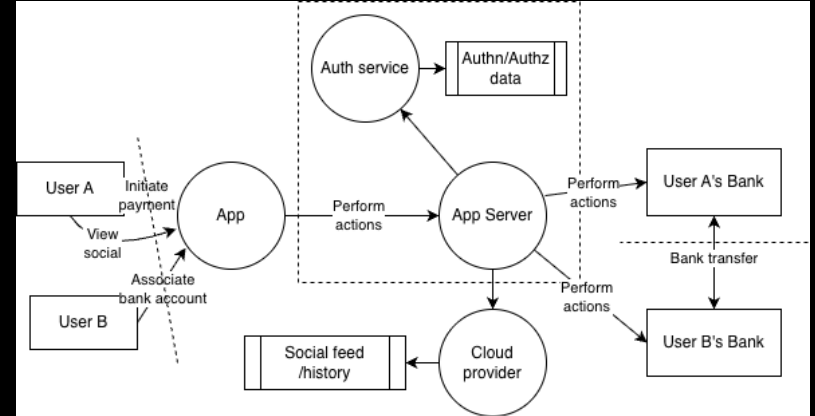 Auth service
Authn/Authz
data
User A
Initiate
payment
App
Perform
actions
App Server
Perform
actions
User A's Bank
View
social
Associate
bank account
Bank transfer
User B
Perform
actions
User B's Bank
Social feed
/history
Cloud
provider